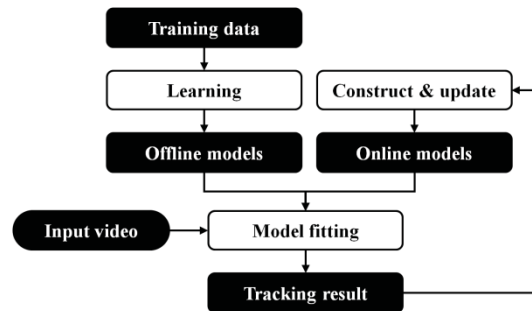 Training data
Learning
Construct & update
Offline models
Online models
Input video
Model fitting
Tracking result